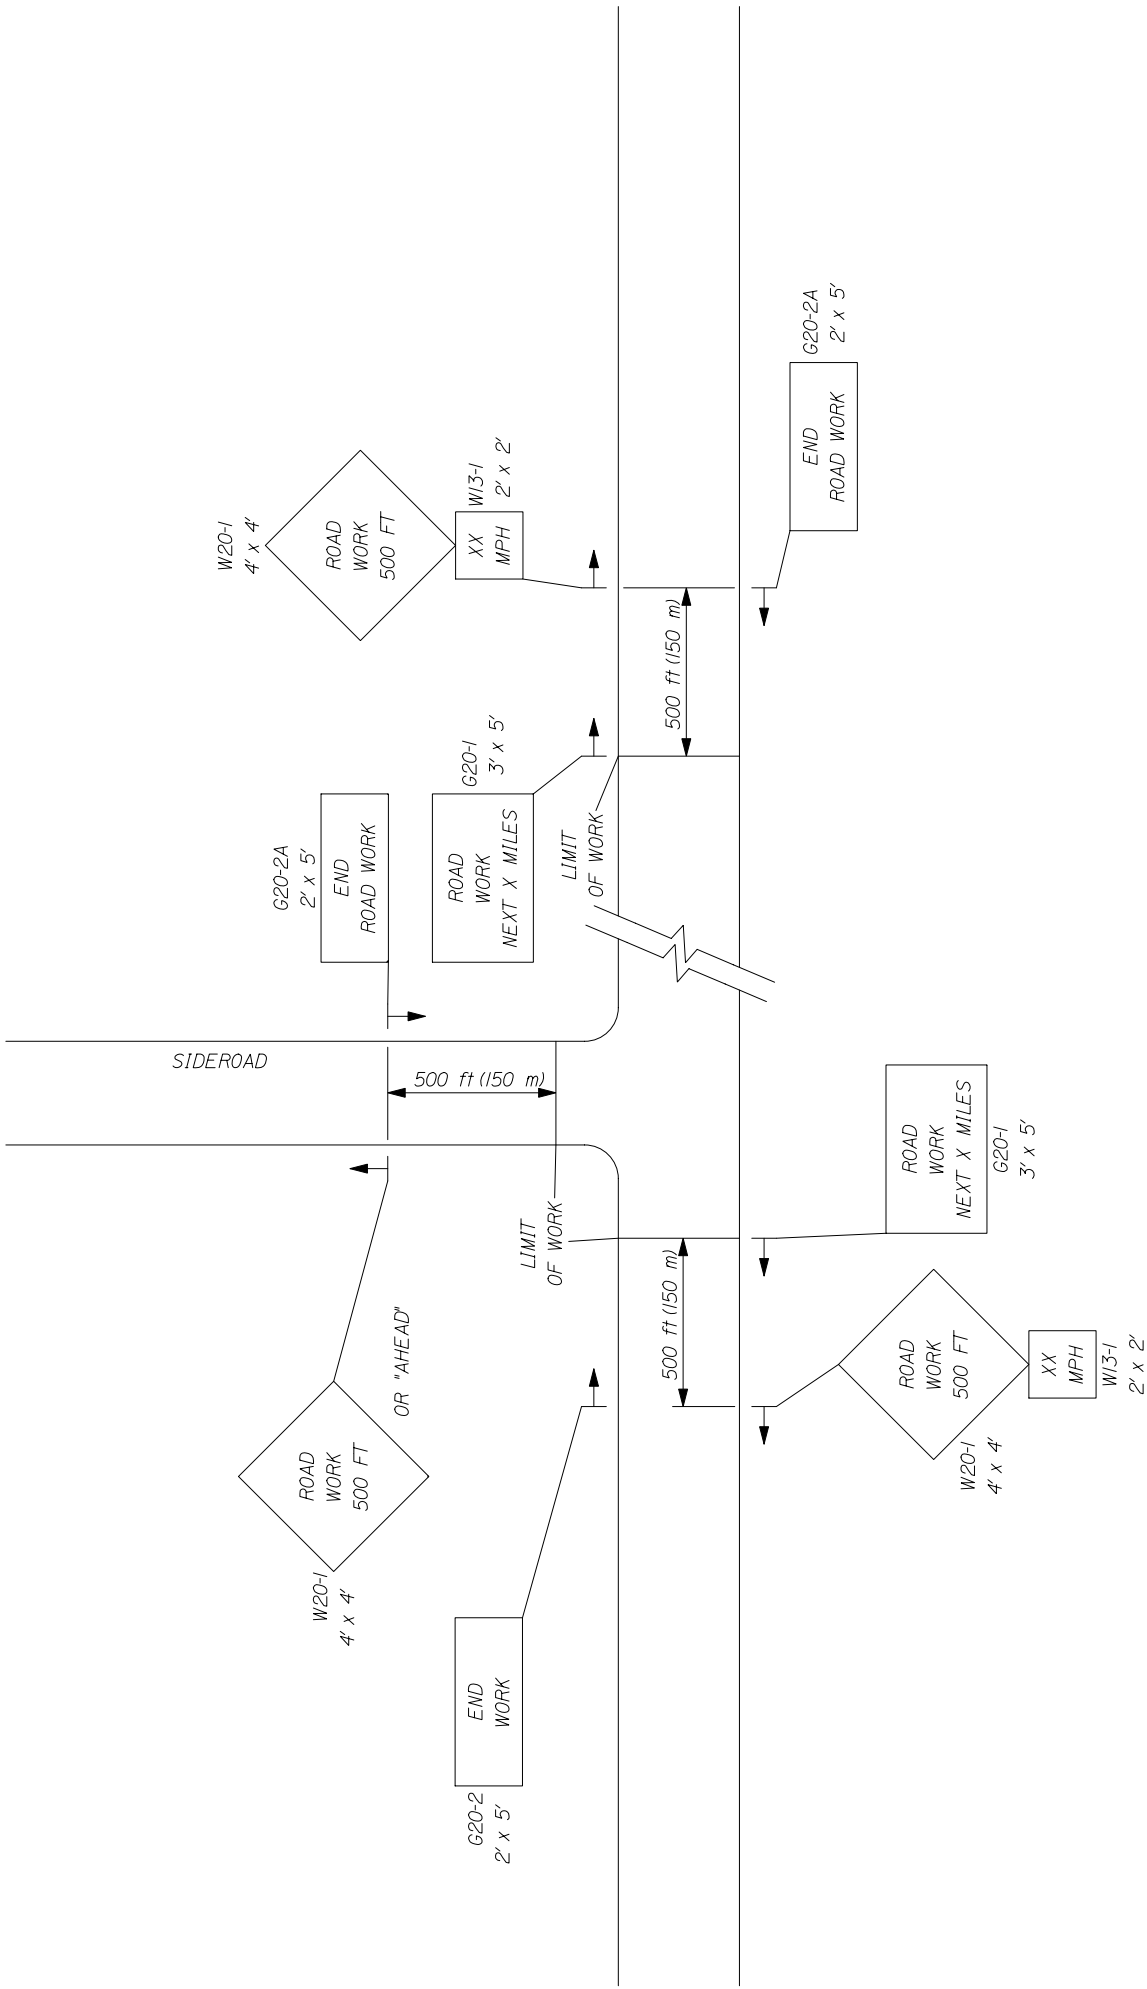 W20-1
4' x 4'
ROAD
WORK
500 FT
XX
MPH
W13-1
2' x 2'
G20-2A
2' x 5'
END
ROAD WORK
ROAD
WORK
NEXT X MILES
G20-1
3' x 5'
LIMIT
OF WORK
500 ft (150 m)
END
ROAD WORK
G20-2A
2' x 5'
SIDEROAD
500 ft (150 m)
ROAD
WORK
500 FT
OR "AHEAD"
W20-1
4' x 4'
LIMIT
OF WORK
500 ft (150 m)
ROAD
WORK
NEXT X MILES
G20-1
3' x 5'
ROAD
WORK
500 FT
W20-1
4' x 4'
XX
MPH
W13-1
2' x 2'
END
WORK
G20-2
2' x 5'